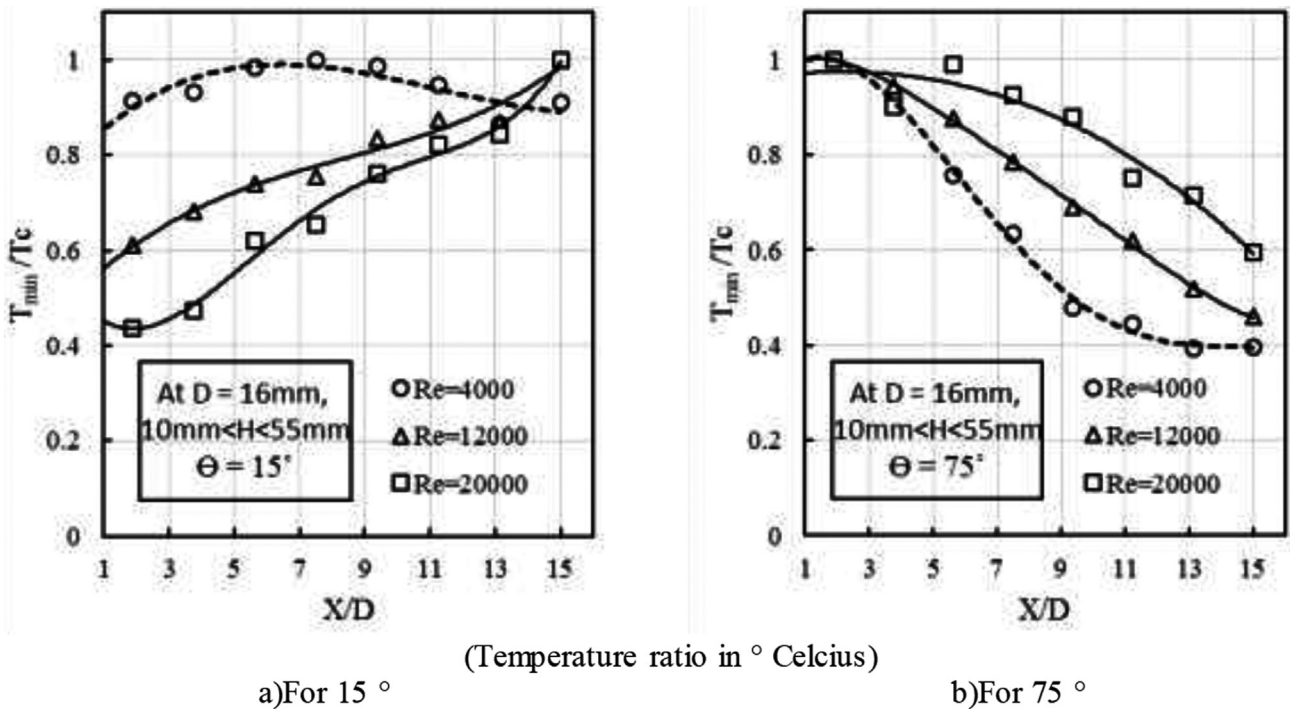 1
0.8
0.6
0.4
0.2
0
Tmin/Tc
1 3 5 7 9 11 13 15
X/D
At D = 16mm,
10mm<H<55mm
Θ = 15°
Re=4000
Re=12000
Re=20000
1
0.8
0.6
0.4
0.2
0
Tmin/Tc
1 3 5 7 9 11 13 15
X/D
At D = 16mm,
10mm<H<55mm
Θ = 75°
Re=4000
Re=12000
Re=20000
(Temperature ratio in ° Celcius)
a)For 15 °
b)For 75 °